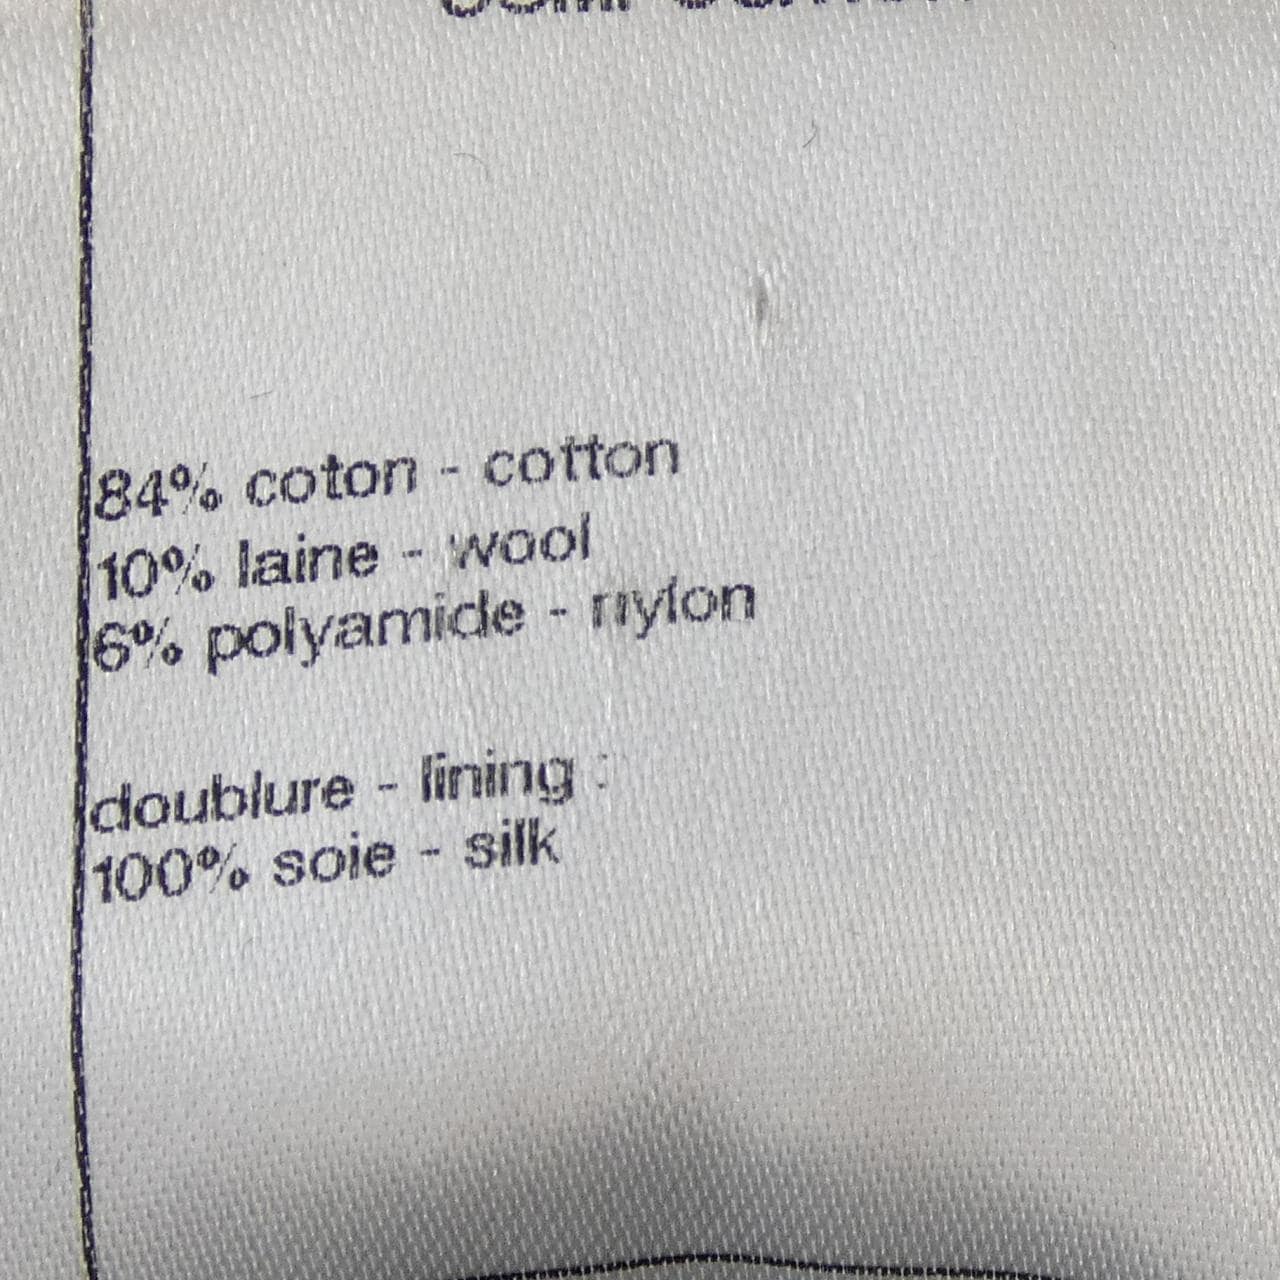 84% coton - cotton
10% laine - wool
6% polyamide - nylon
doublure - lining :
100% soie - silk